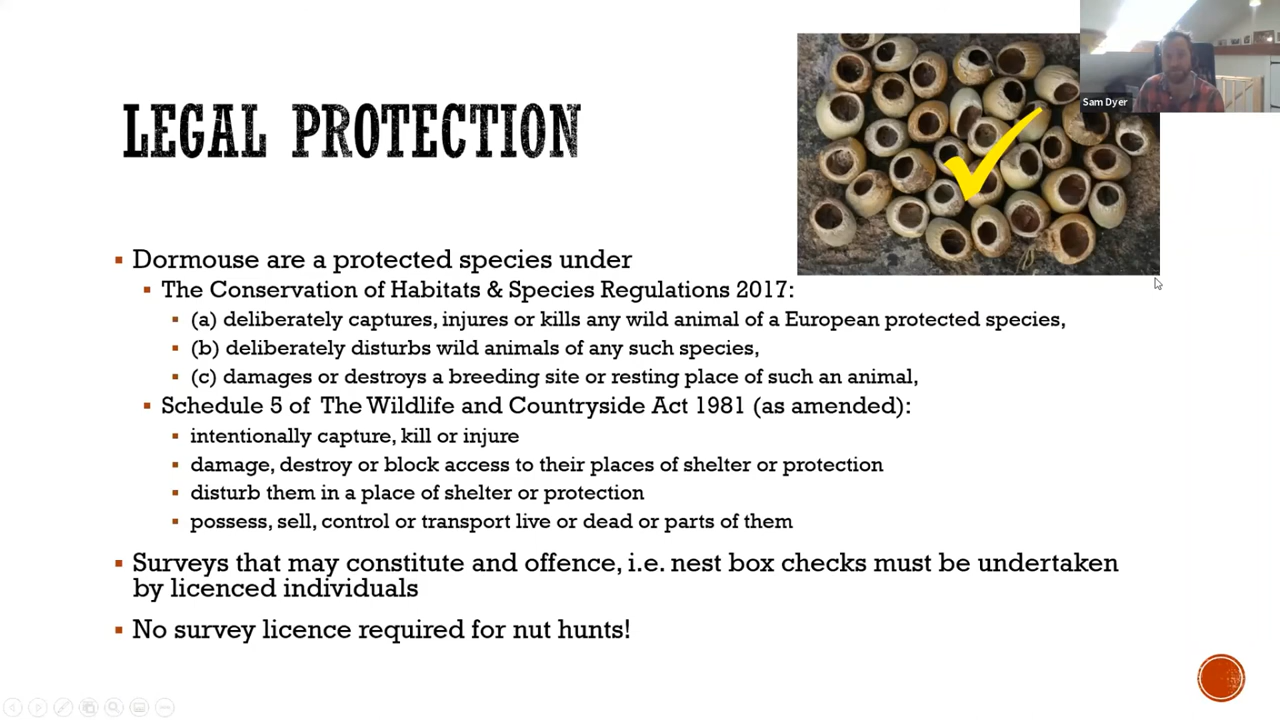 Sam Dyer
LEGAL PROTECTION
Dormouse are a protected species under
The Conservation of Habitats & Species Regulations 2017:
(a) deliberately captures, injures or kills any wild animal of a European protected species,
(b) deliberately disturbs wild animals of any such species,
(c) damages or destroys a breeding site or resting place of such an animal,
Schedule 5 of The Wildlife and Countryside Act 1981 (as amended):
intentionally capture, kill or injure
damage, destroy or block access to their places of shelter or protection
disturb them in a place of shelter or protection
possess, sell, control or transport live or dead or parts of them
Surveys that may constitute and offence, i.e. nest box checks must be undertaken
by licenced individuals
No survey licence required for nut hunts!